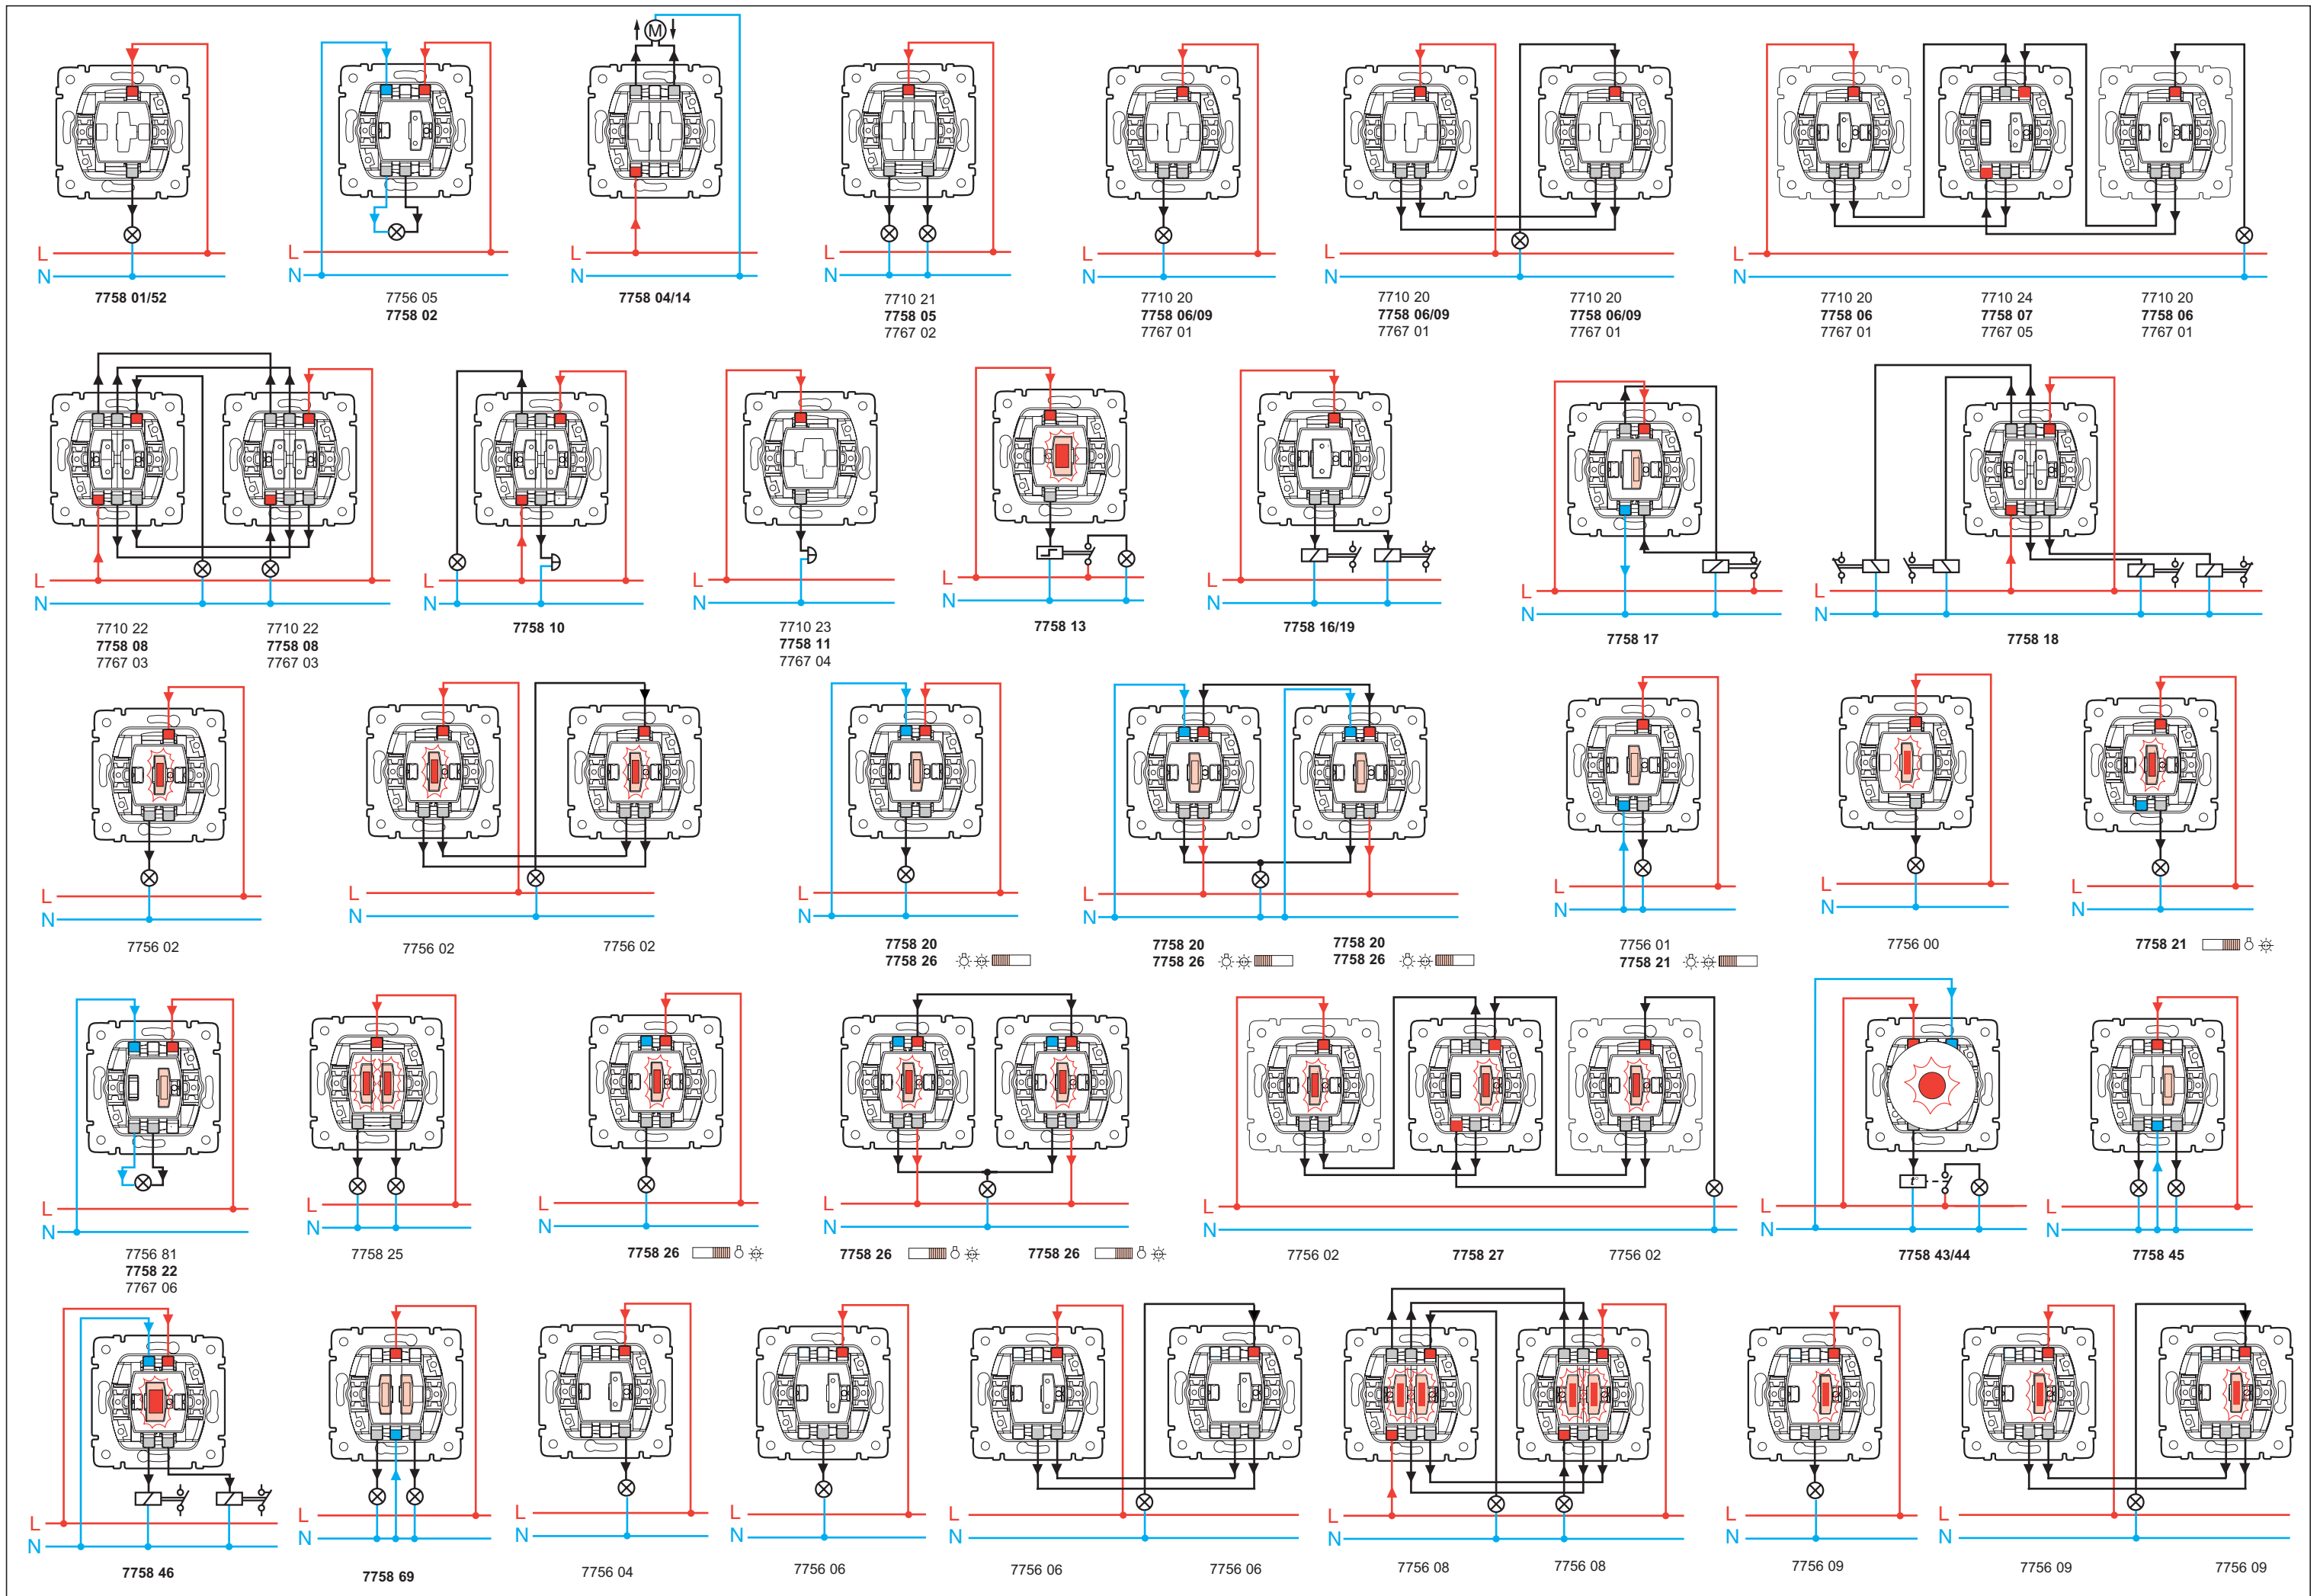 M
L
N
7758 01/52
L
N
7756 05
7758 02
L
N
7758 04/14
L
N
7710 21
7758 05
7767 02
L
N
7710 20
7758 06/09
7767 01
L
N
7710 20
7758 06/09
7767 01
7710 20
7758 06/09
7767 01
L
N
7710 20
7758 06
7767 01
7710 24
7758 07
7767 05
7710 20
7758 06
7767 01
L
N
7710 22
7758 08
7767 03
7710 22
7758 08
7767 03
L
N
7758 10
L
N
7710 23
7758 11
7767 04
L
N
7758 13
L
N
7758 16/19
L
N
7758 17
L
N
7758 18
L
N
7756 02
L
N
7756 02
7756 02
L
N
7758 20
7758 26
L
N
7758 20
7758 26
7758 20
7758 26
L
N
7756 01
7758 21
L
N
7756 00
L
N
7758 21
L
N
7756 81
7758 22
7767 06
L
N
7758 25
L
N
7758 26
L
N
7758 26
7758 26
L
N
7756 02
7758 27
7756 02
t°
L
N
7758 43/44
L
N
7758 45
L
N
7758 46
L
N
7758 69
L
N
7756 04
L
N
7756 06
L
N
7756 06
7756 06
L
N
7756 08
7756 08
L
N
7756 09
L
N
7756 09
7756 09